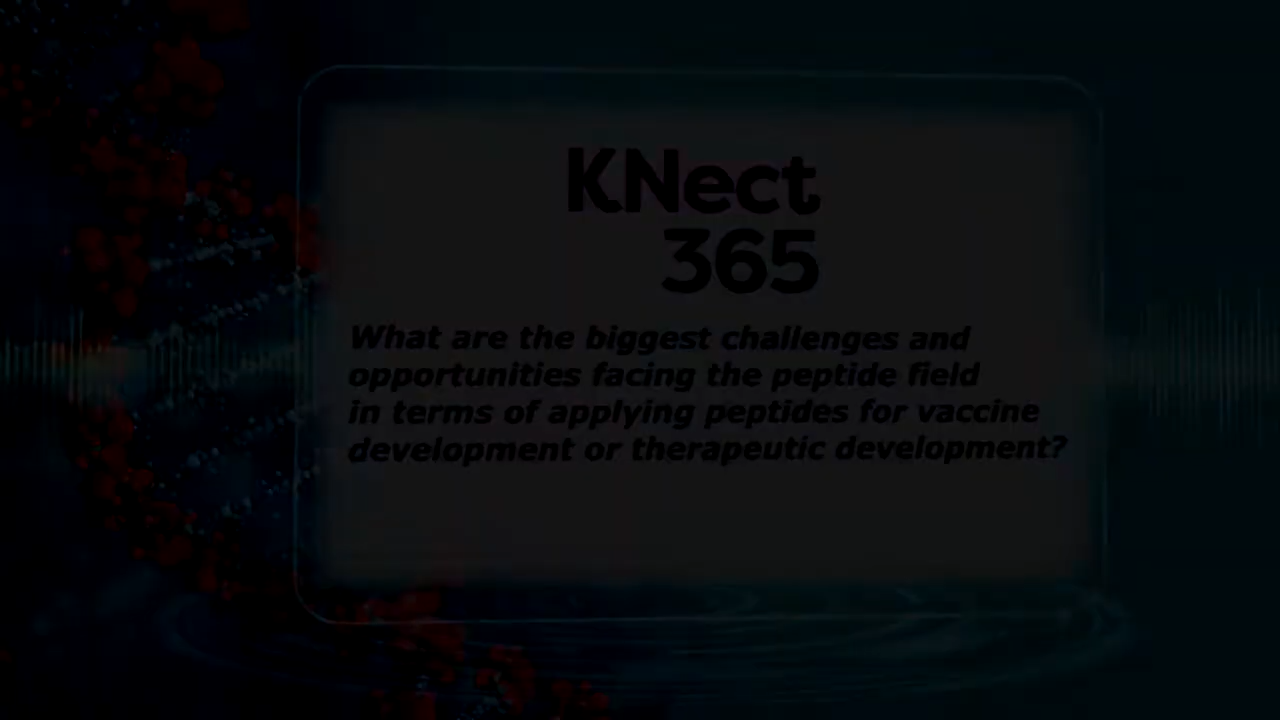 KNect
365
What are the biggest challenges and
opportunities facing the peptide field
in terms of applying peptides for vaccine
development or therapeutic development?